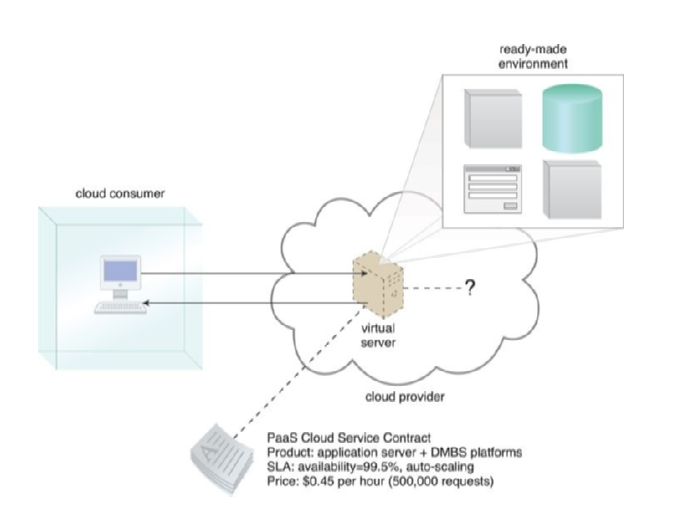 ready-made
environment
cloud consumer
?
virtual
server
cloud provider
PaaS Cloud Service Contract
Product: application server + DMBS platforms
SLA: availability=99.5%, auto-scaling
Price: $0.45 per hour (500,000 requests)